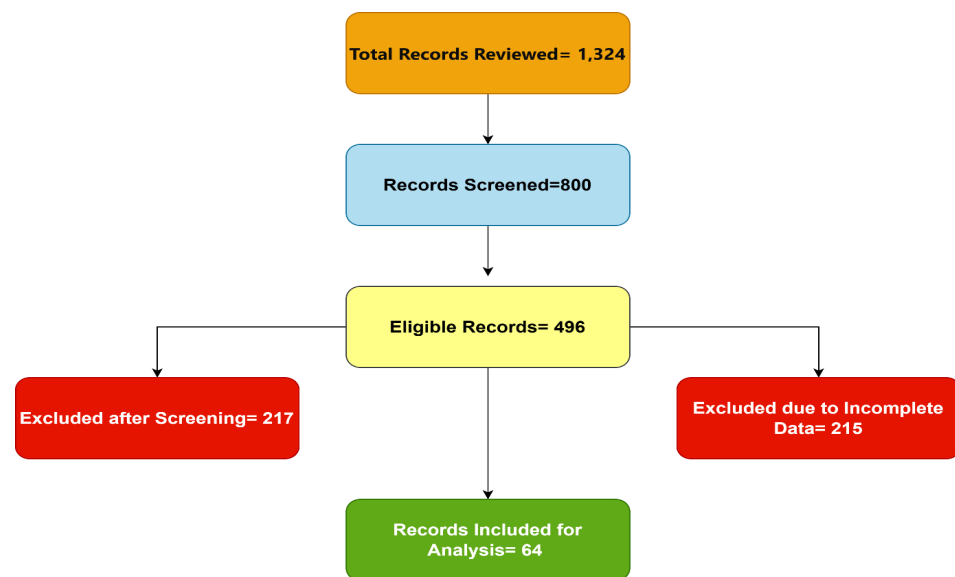 Total Records Reviewed= 1,324
Records Screened=800
Eligible Records= 496
Excluded after Screening= 217
Excluded due to Incomplete
Data= 215
Records Included for
Analysis= 64